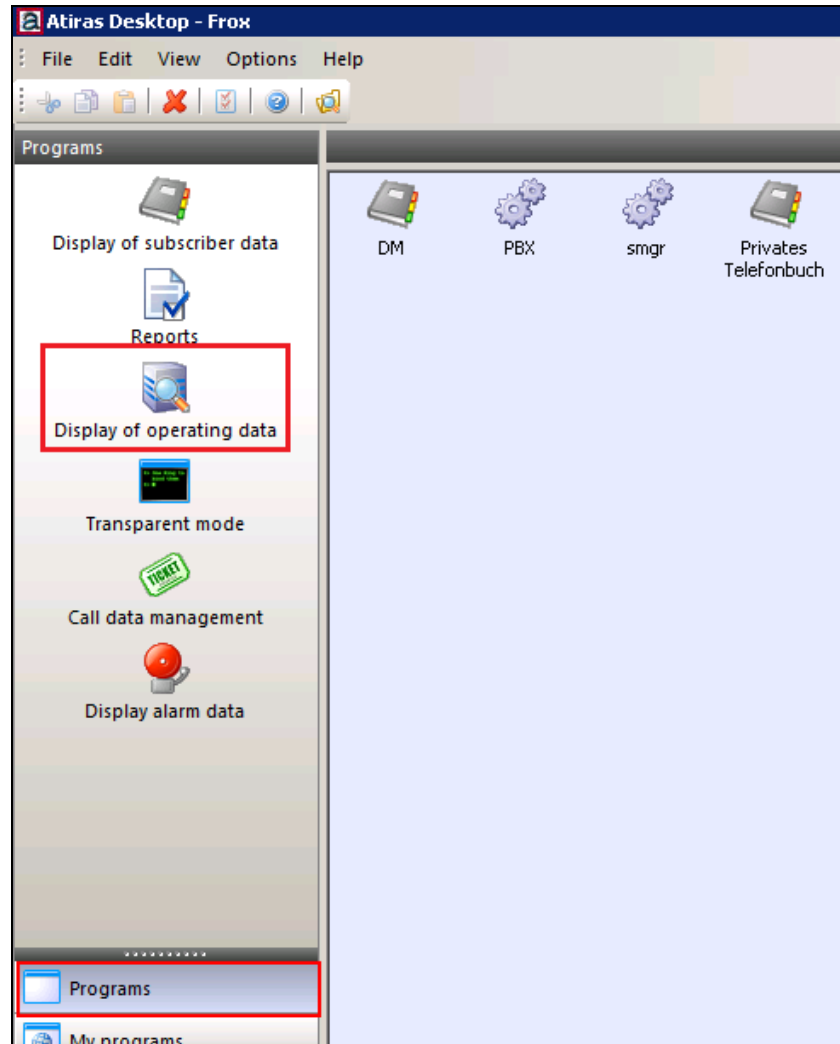 Atiras Desktop - Frox
File Edit View Options Help
Programs
Display of subscriber data
Reports
Display of operating data
Transparent mode
TICKET
Call data management
Display alarm data
DM
PBX
smgr
Privates
Telefonbuch
Programs
My programs